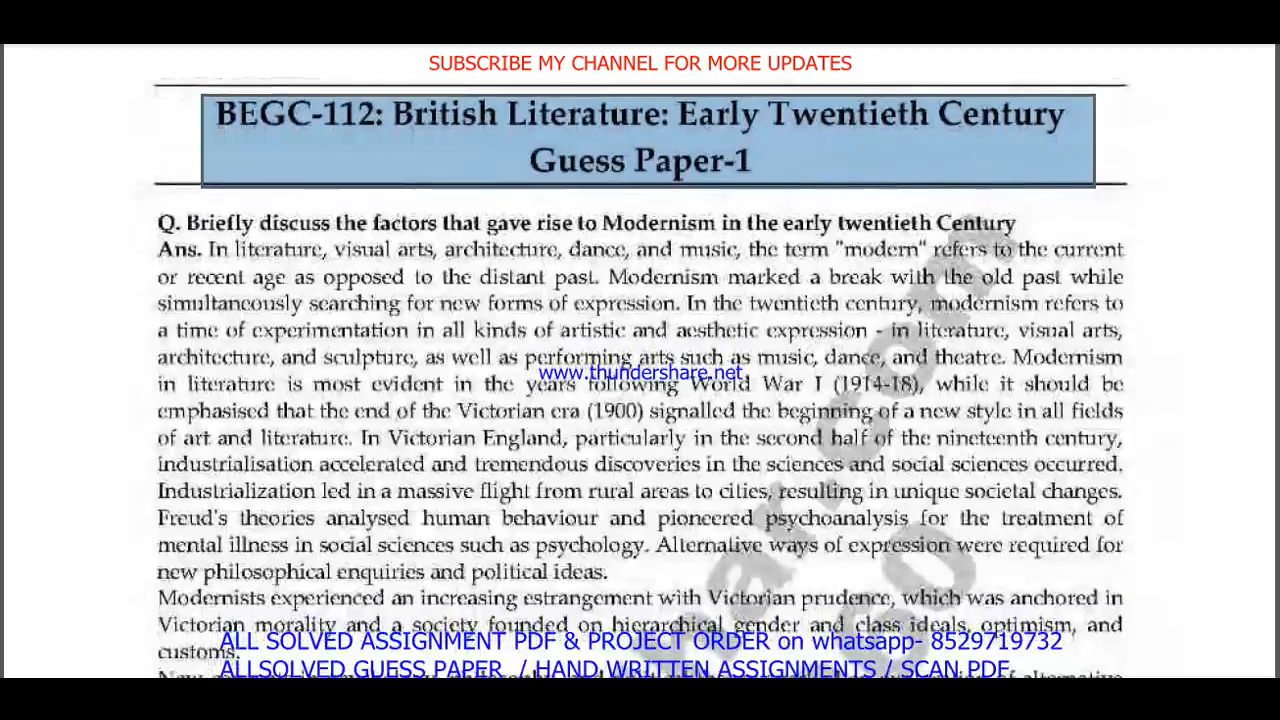 SUBSCRIBE MY CHANNEL FOR MORE UPDATES
BEGC-112: British Literature: Early Twentieth Century
Guess Paper-1
Q. Briefly discuss the factors that gave rise to Modernism in the early twentieth Century
Ans. In literature, visual arts, architecture, dance, and music, the term "modern" refers to the current
or recent age as opposed to the distant past. Modernism marked a break with the old past while
simultaneously searching for new forms of expression. In the twentieth century, modernism refers to
a time of experimentation in all kinds of artistic and aesthetic expression - in literature, visual arts,
architecture, and sculpture, as well as performing arts such as music, dance, and theatre. Modernism
www.thundershare.net
in literature is most evident in the years following World War I (1914-18), while it should be
emphasised that the end of the Victorian era (1900) signalled the beginning of a new style in all fields
of art and literature. In Victorian England, particularly in the second half of the nineteenth century,
industrialisation accelerated and tremendous discoveries in the sciences and social sciences occurred.
Industrialization led in a massive flight from rural areas to cities, resulting in unique societal changes.
Freud's theories analysed human behaviour and pioneered psychoanalysis for the treatment of
mental illness in social sciences such as psychology. Alternative ways of expression were required for
new philosophical enquiries and political ideas.
Modernists experienced an increasing estrangement with Victorian prudence, which was anchored in
Victorian morality and a society founded on hierarchical gender and class ideals, optimism, and
customs.
ALL SOLVED ASSIGNMENT PDF & PROJECT ORDER on whatsapp- 8529719732
ALLSOLVED GUESS PAPER / HAND WRITTEN ASSIGNMENTS / SCAN PDF